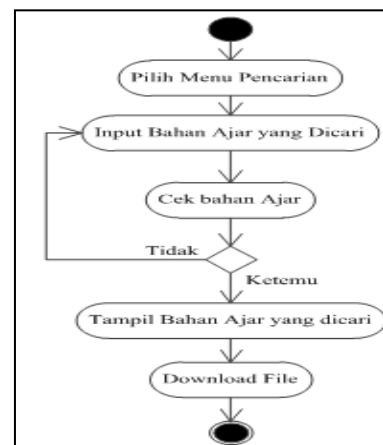 Pilih Menu Pencarian
Input Bahan Ajar yang Dicari
Cek bahan Ajar
Tidak
Ketemu
Tampil Bahan Ajar yang dicari
Download File